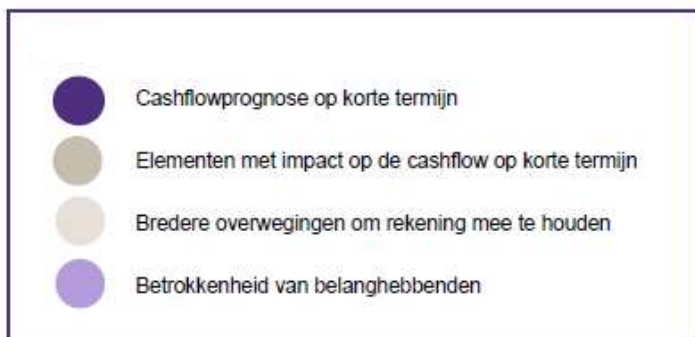 Cashflowprognose op korte termijn
Elementen met impact op de cashflow op korte termijn
Bredere overwegingen om rekening mee te houden
Betrokkenheid van belanghebbenden